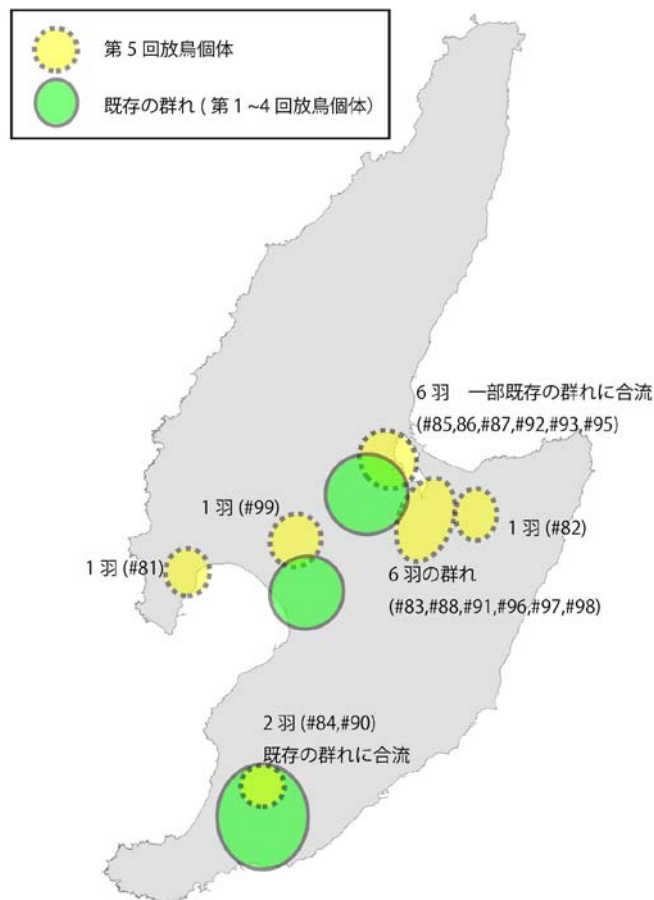 第5回放鳥個体
既存の群れ ( 第 1 ~4 回放鳥個体）
6 羽　一部既存の群れに合流
(#85,86,#87,#92,#93,#95)
1 羽 (#99)
1 羽 (#82)
1 羽 (#81)
6 羽の群れ
(#83,#88,#91,#96,#97,#98)
2 羽 (#84,#90)
既存の群れに合流